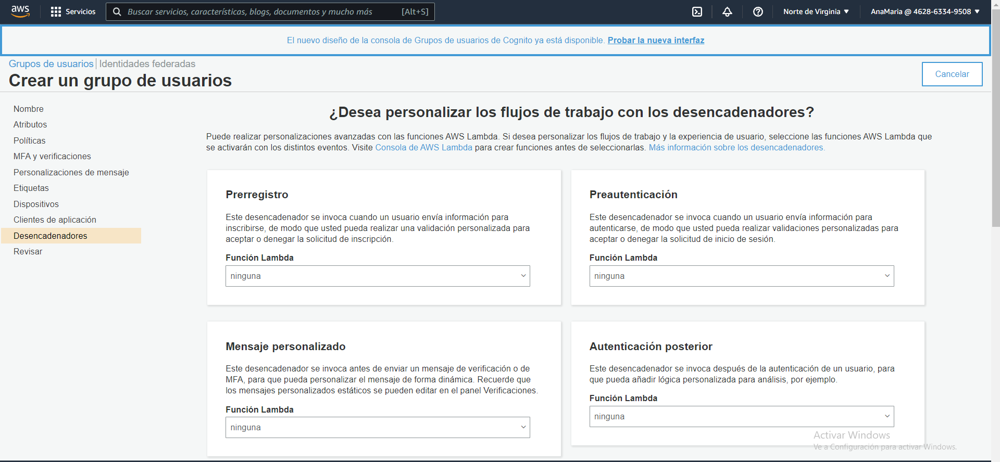 aws
Servicios
Buscar servicios, características, blogs, documentos y mucho más [Alt+S]
Norte de Virginia
AnaMaria @ 4628-6334-9508
El nuevo diseño de la consola de Grupos de usuarios de Cognito ya está disponible. Probar la nueva interfaz
Grupos de usuarios Identidades federadas
Crear un grupo de usuarios
Cancelar
Nombre
Atributos
Políticas
MFA y verificaciones
Personalizaciones de mensaje
Etiquetas
Dispositivos
Clientes de aplicación
Desencadenadores
Revisar
¿Desea personalizar los flujos de trabajo con los desencadenadores?
Puede realizar personalizaciones avanzadas con las funciones AWS Lambda. Si desea personalizar los flujos de trabajo y la experiencia de usuario, seleccione las funciones AWS Lambda que
se activarán con los distintos eventos. Visite Consola de AWS Lambda para crear funciones antes de seleccionarlas. Más información sobre los desencadenadores.
Prerregistro
Este desencadenador se invoca cuando un usuario envía información para
inscribirse, de modo que usted pueda realizar una validación personalizada para
aceptar o denegar la solicitud de inscripción.
Función Lambda
ninguna
Preautenticación
Este desencadenador se invoca cuando un usuario envía información para
autenticarse, de modo que usted pueda realizar validaciones personalizadas para
aceptar o denegar la solicitud de inicio de sesión.
Función Lambda
ninguna
Mensaje personalizado
Este desencadenador se invoca antes de enviar un mensaje de verificación o de
MFA, para que pueda personalizar el mensaje de forma dinámica. Recuerde que
los mensajes personalizados estáticos se pueden editar en el panel Verificaciones.
Función Lambda
ninguna
Autenticación posterior
Este desencadenador se invoca después de la autenticación de un usuario, para
que pueda añadir lógica personalizada para análisis, por ejemplo.
Función Lambda
ninguna
Activar Windows
Ve a Configuración para activar Windows.